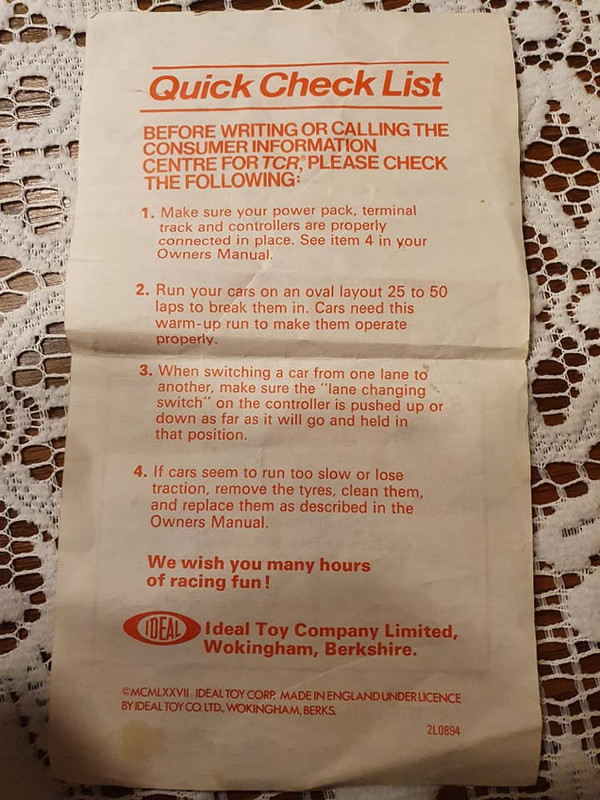 Quick Check List
BEFORE WRITING OR CALLING THE
CONSUMER INFORMATION
CENTRE FOR TCR,® PLEASE CHECK
THE FOLLOWING:
1. Make sure your power pack, terminal
track and controllers are properly
connected in place. See item 4 in your
Owners Manual.
2. Run your cars on an oval layout 25 to 50
laps to break them in. Cars need this
warm-up run to make them operate
properly.
3. When switching a car from one lane to
another, make sure the “lane changing
switch” on the controller is pushed up or
down as far as it will go and held in
that position.
4. If cars seem to run too slow or lose
traction, remove the tyres, clean them,
and replace them as described in the
Owners Manual.
We wish you many hours
of racing fun!
IDEAL Ideal Toy Company Limited,
Wokingham, Berkshire.
©MCMLXXVII IDEAL TOY CORP. MADE IN ENGLAND UNDER LICENCE
BY IDEAL TOY CO. LTD., WOKINGHAM, BERKS.
2L0894